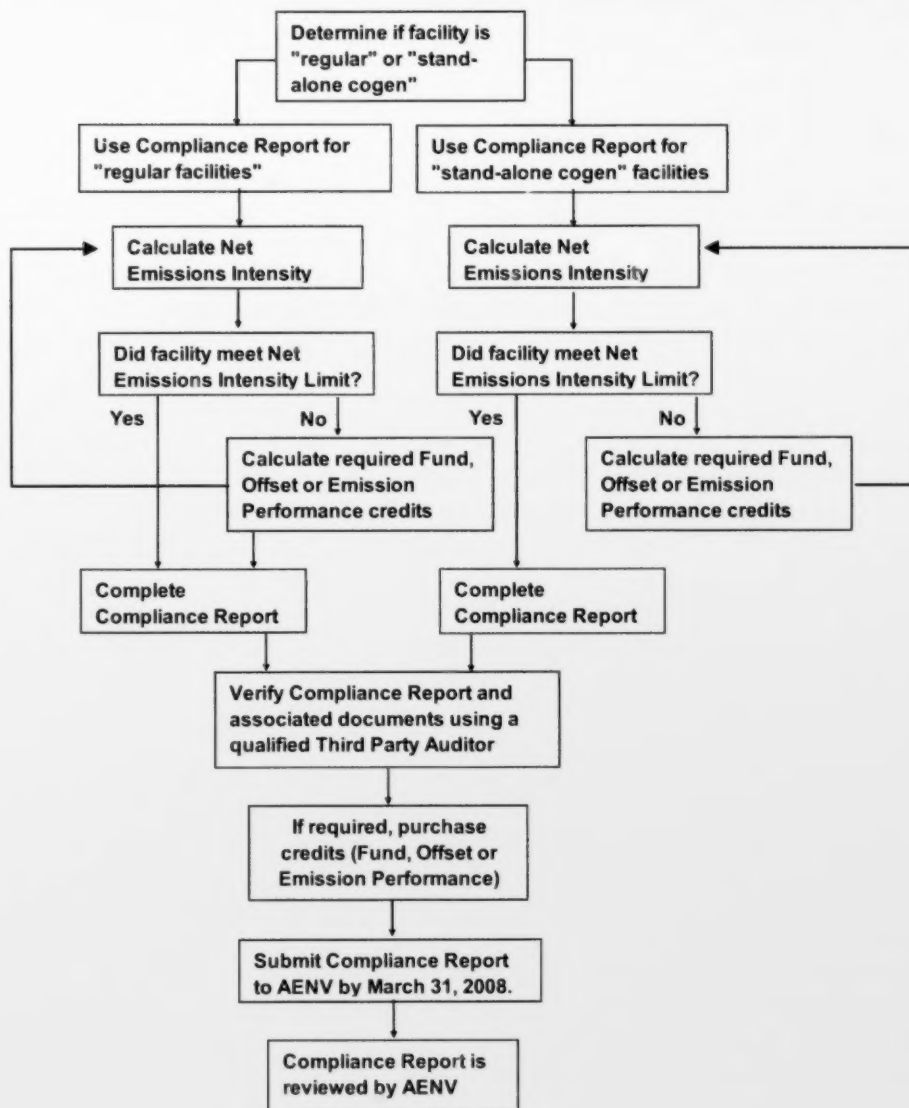 Determine if facility is
"regular" or "stand-
alone cogen"
Use Compliance Report for
"regular facilities"
Use Compliance Report for
"stand-alone cogen" facilities
Calculate Net
Emissions Intensity
Calculate Net
Emissions Intensity
Did facility meet Net
Emissions Intensity Limit?
Did facility meet Net
Emissions Intensity Limit?
Yes
No
Yes
No
Calculate required Fund,
Offset or Emission
Performance credits
Calculate required Fund,
Offset or Emission
Performance credits
Complete
Compliance Report
Complete
Compliance Report
Verify Compliance Report and
associated documents using a
qualified Third Party Auditor
If required, purchase
credits (Fund, Offset or
Emission Performance)
Submit Compliance Report
to AENV by March 31, 2008.
Compliance Report is
reviewed by AENV